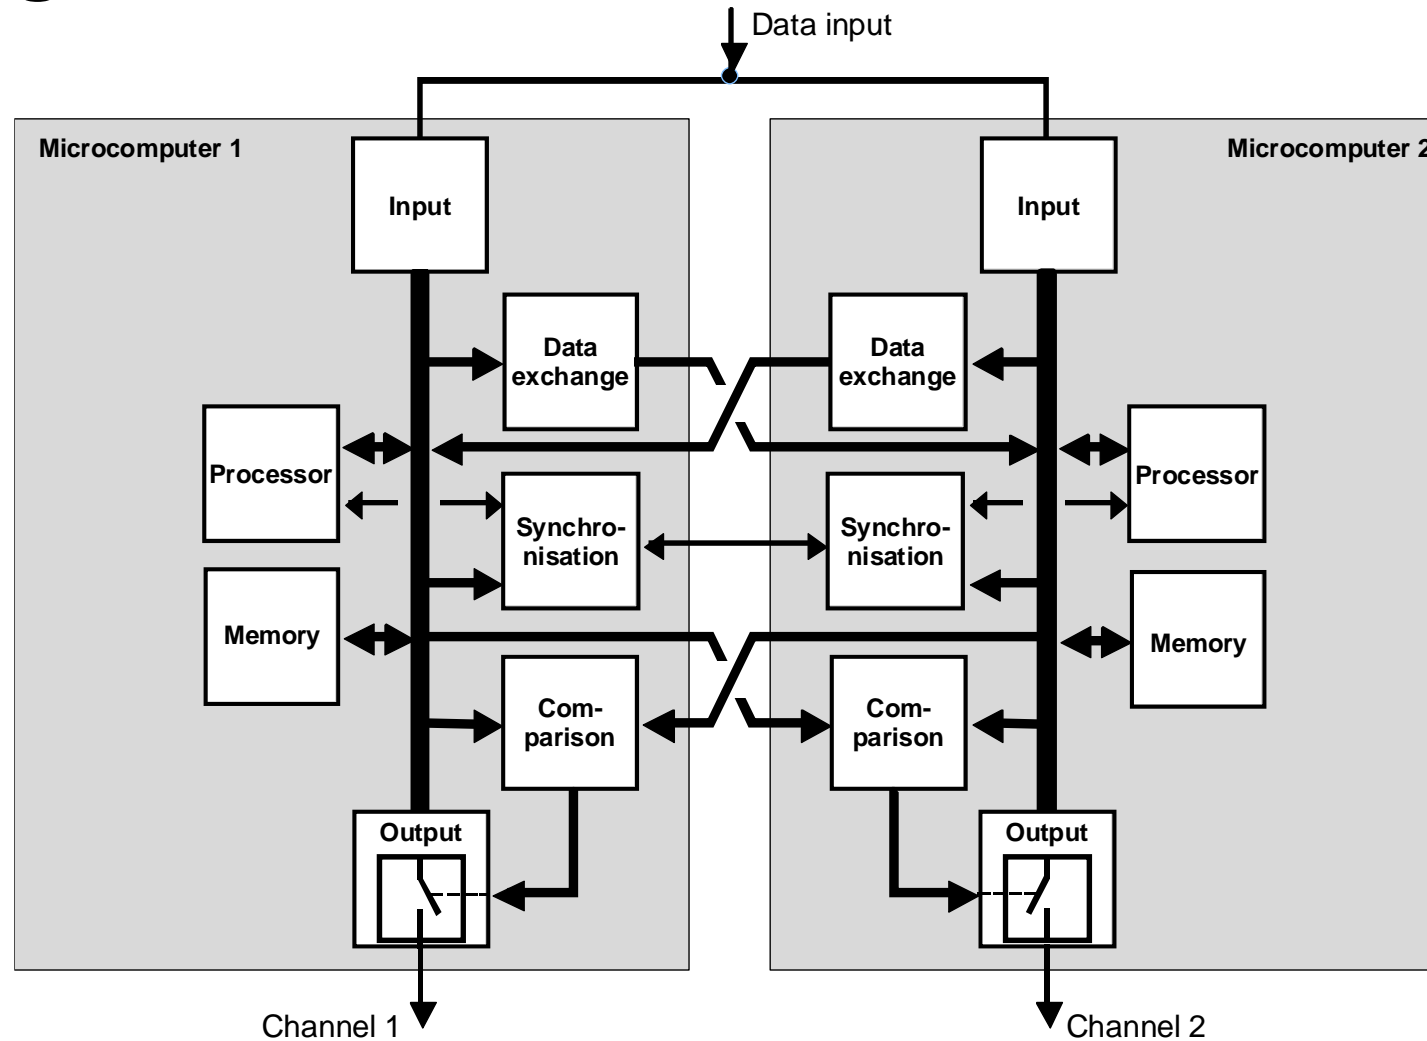 Data input
Microcomputer 1
Microcomputer 2
Input
Input
Data
exchange
Data
exchange
Processor
Processor
Synchro-
nisation
Synchro-
nisation
Memory
Memory
Com-
parison
Com-
parison
Output
Output
Channel 1
Channel 2